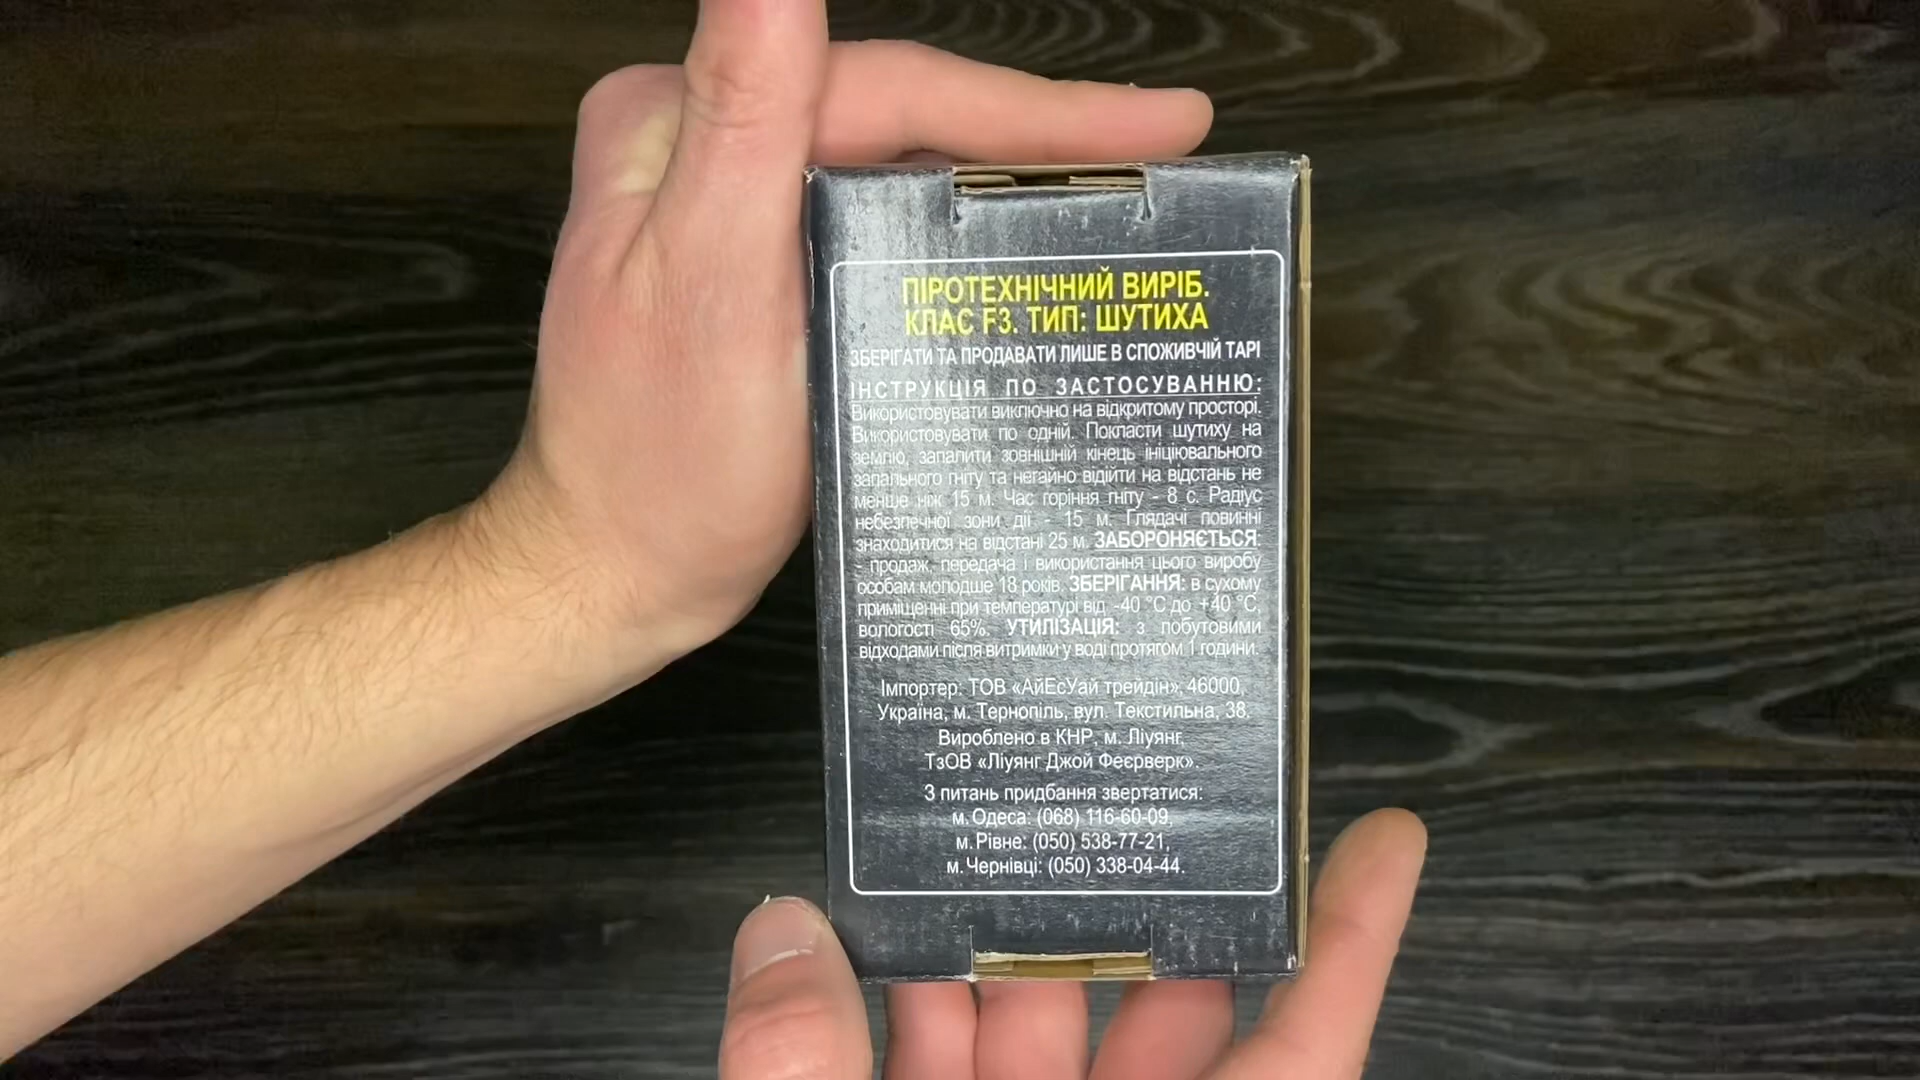 ПІРОТЕХНІЧНИЙ ВИРІБ.
КЛАС F3. ТИП: ШУТИХА
ЗБЕРІГАТИ ТА ПРОДАВАТИ ЛИШЕ В СПОЖИВЧІЙ ТАРІ
ІНСТРУКЦІЯ ПО ЗАСТОСУВАННЮ:
Використовувати виключно на відкритому просторі.
Використовувати по одній. Покласти шутиху на
землю, запалити зовнішній кінець ініціювального
запального гніту та негайно відійти на відстань не
менше ніж 15 м. Час горіння гніту - 8 с. Радіус
небезпечної зони дії - 15 м. Глядачі повинні
знаходитися на відстані 25 м. ЗАБОРОНЯЄТЬСЯ:
- продаж, передача і використання цього виробу
особам молодше 18 років. ЗБЕРІГАННЯ: в сухому
приміщенні при температурі від -40 °C до +40 °C,
вологості 65%. УТИЛІЗАЦІЯ: з побутовими
відходами після витримки у воді протягом 1 години.
Імпортер: ТОВ «АйЕсУай трейдін», 46000,
Україна, м. Тернопіль, вул. Текстильна, 38.
Вироблено в КНР, м. Ліуянг,
ТзОВ «Ліуянг Джой Феєрверк».
З питань придбання звертатися:
м. Одеса: (068) 116-60-09,
м. Рівне: (050) 538-77-21,
м. Чернівці: (050) 338-04-44.